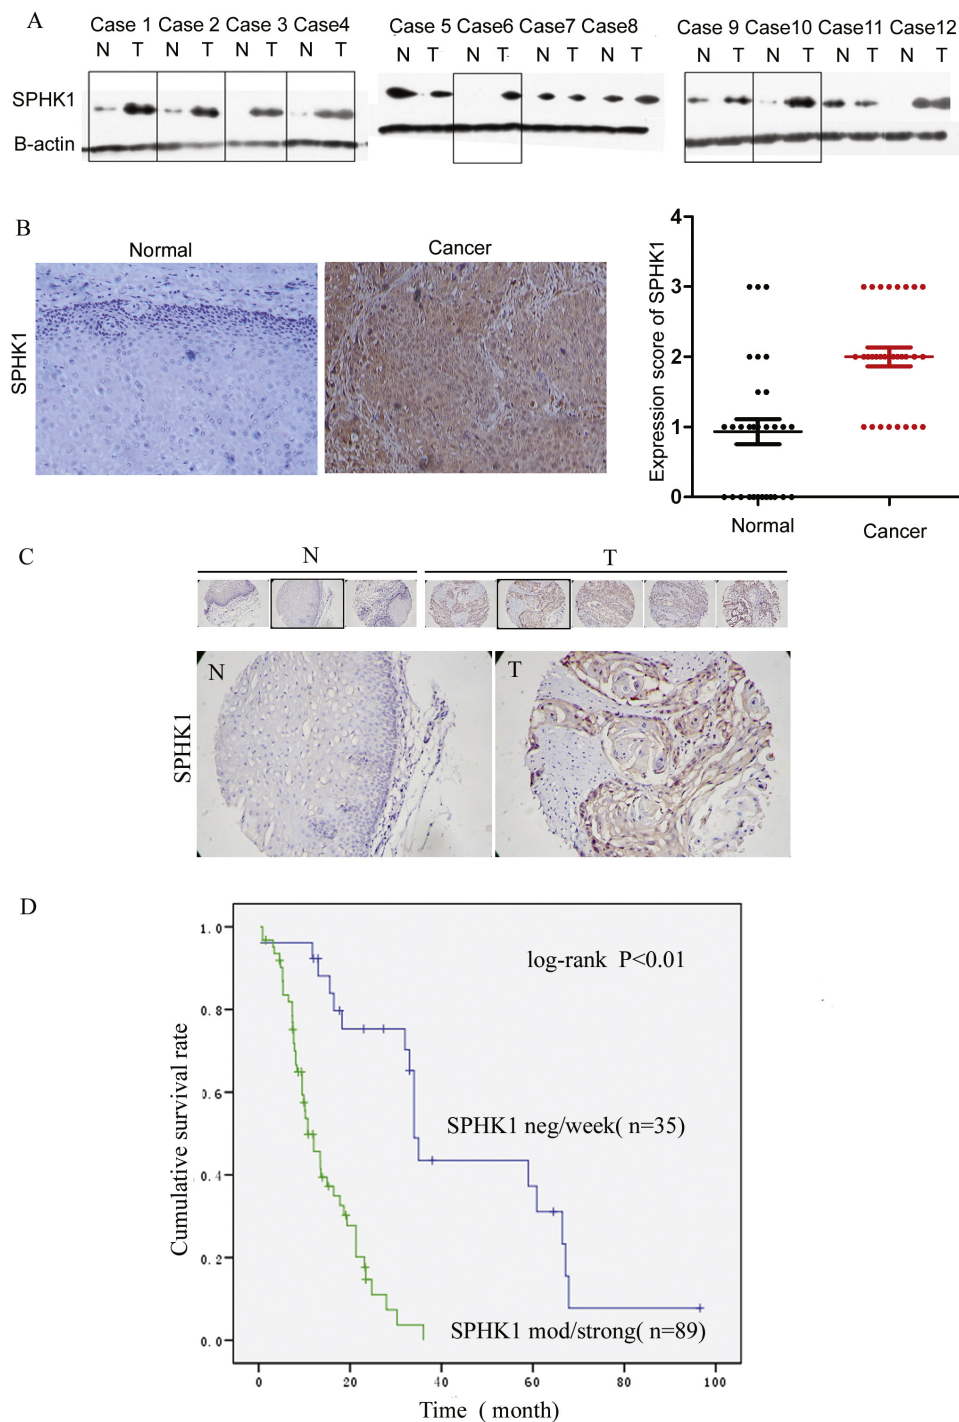 A
Case 1 Case 2 Case 3 Case4
N T N T N T N T
Case 5 Case6 Case7 Case8
N T N T N T N T
Case 9 Case10 Case11 Case12
N T N T N T N T
SPHK1
B-actin
B
Normal
Cancer
SPHK1
Expression score of SPHK1
4
3
2
1
0
Normal
Cancer
C
N
T
N
T
SPHK1
D
Cumulative survival rate
1.0
0.8
0.6
0.4
0.2
0.0
log-rank P<0.01
SPHK1 neg/week( n=35)
SPHK1 mod/strong( n=89)
0 20 40 60 80 100
Time ( month)